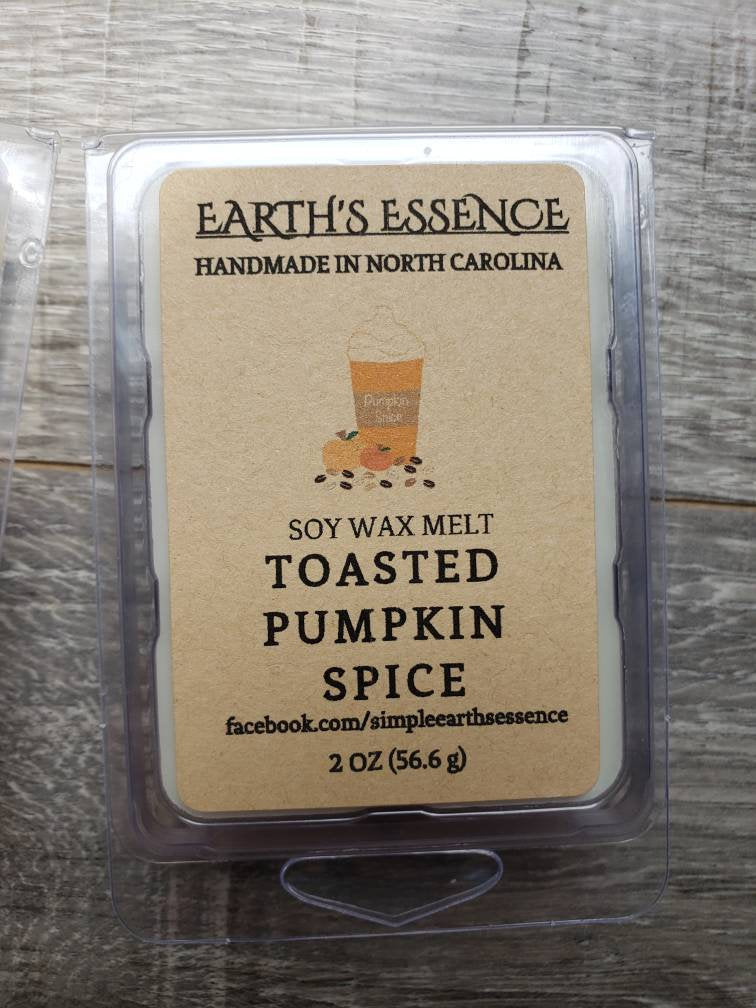 EARTH'S ESSENCE
HANDMADE IN NORTH CAROLINA
Pumpkin
Spice
SOY WAX MELT
TOASTED
PUMPKIN
SPICE
facebook.com/simpleearthsessence
2 OZ (56.6 g)